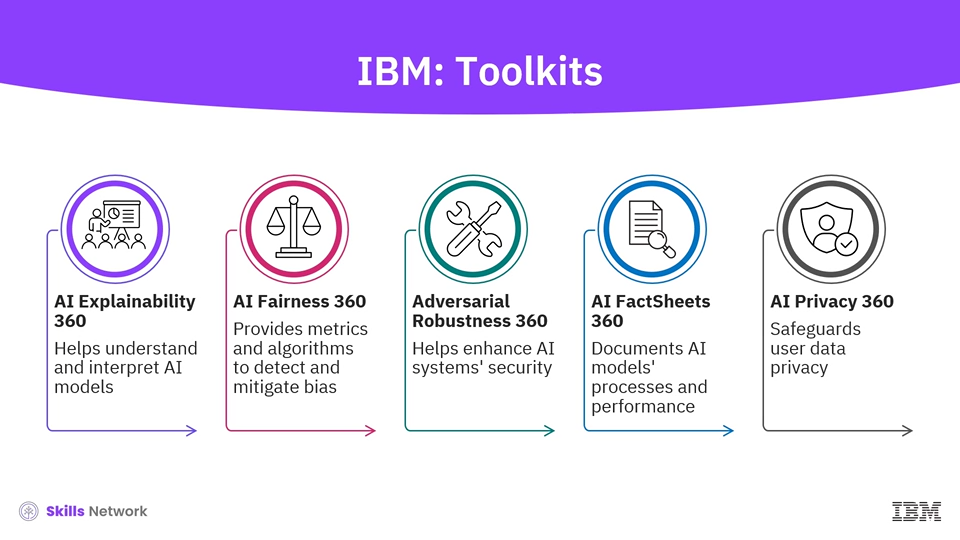 IBM: Toolkits
AI Explainability
360
Helps understand
and interpret AI
models
AI Fairness 360
Provides metrics
and algorithms
to detect and
mitigate bias
Adversarial
Robustness 360
Helps enhance AI
systems' security
AI FactSheets
360
Documents AI
models'
processes and
performance
AI Privacy 360
Safeguards
user data
privacy
Skills Network
IBM